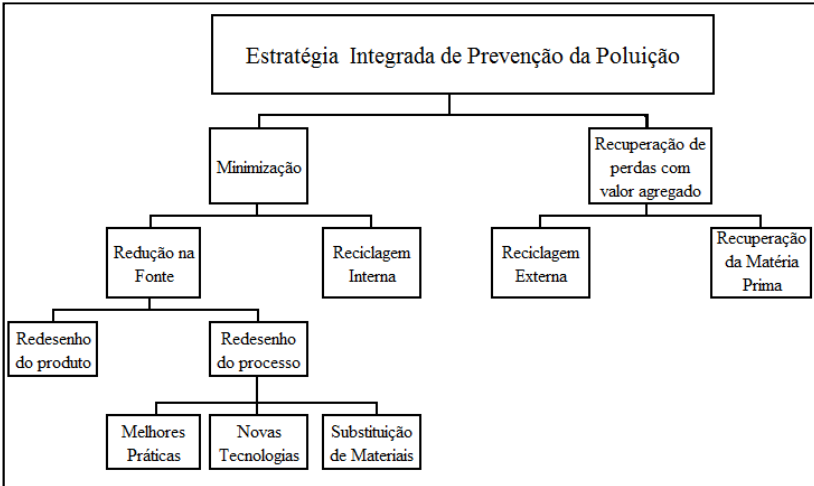 Estratégia Integrada de Prevenção da Poluição
Minimização
Recuperação de
perdas com
valor agregado
Redução na
Fonte
Reciclagem
Interna
Reciclagem
Externa
Recuperação
da Matéria
Prima
Redesenho
do produto
Redesenho
do processo
Melhores
Práticas
Novas
Tecnologias
Substituição
de Materiais